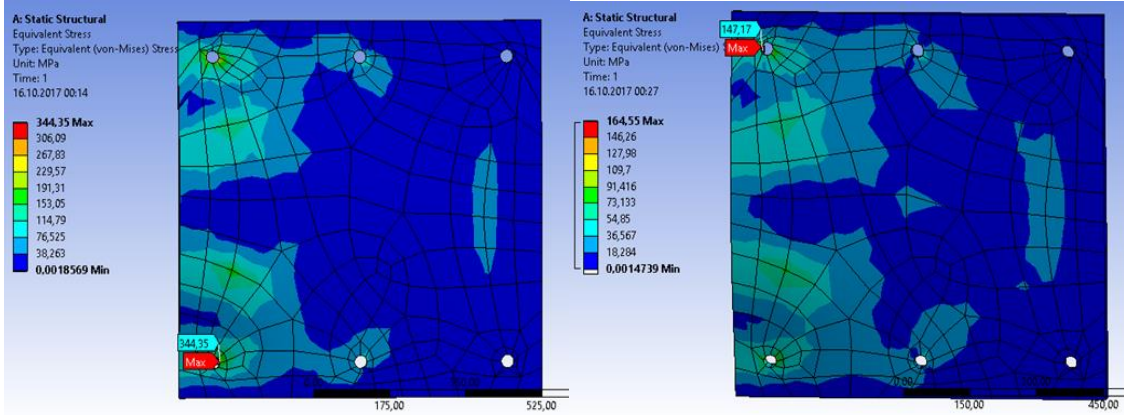 A: Static Structural
Equivalent Stress
Type: Equivalent (von-Mises) Stress
Unit: MPa
Time: 1
16.10.2017 00:14
344,35 Max
306,09
267,83
229,57
191,31
153,05
114,79
76,525
38,263
0,0018569 Min
344,35
Max
175,00
525,00
A: Static Structural
Equivalent Stress
Type: Equivalent (von-Mises) S
Unit: MPa
Time: 1
16.10.2017 00:27
164,55 Max
146,26
127,98
109,7
91,416
73,133
54,85
36,567
18,284
0,0014739 Min
147,17
Max
150,00
450,00